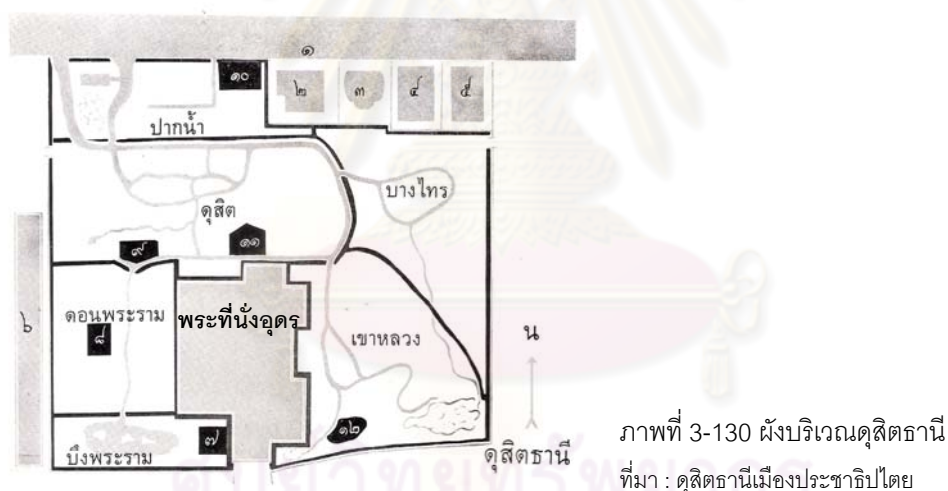 ๑
๑๐
๒
๓
๔
๕
ปากน้ำ
บางไทร
ดุสิต
๙
๑๑
๖
ดอนพระราม
พระที่นั่งอุดร
๘
เขาหลวง
น
๑๒
๗
บึงพระราม
ดุสิตธานี
ภาพที่ 3-130 ผังบริเวณดุสิตธานี
ที่มา : ดุสิตธานีเมืองประชาธิปไตย